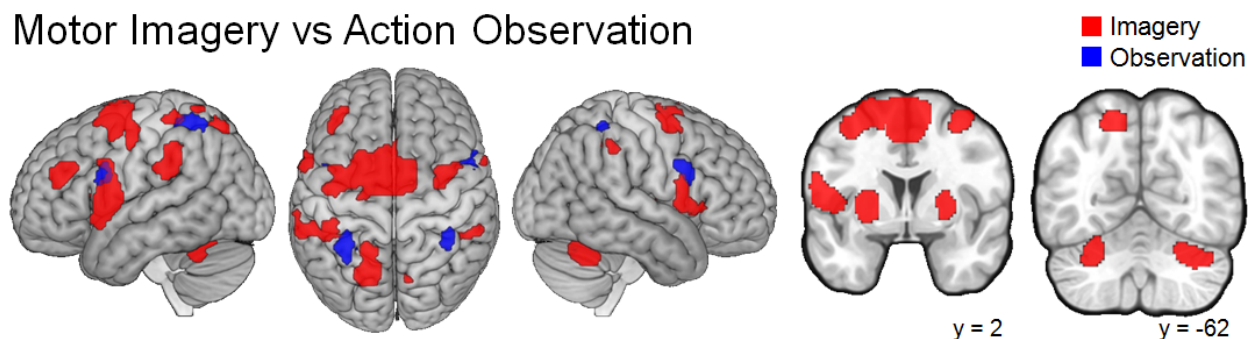 Motor Imagery vs Action Observation
Imagery
Observation
y = 2
y = -62